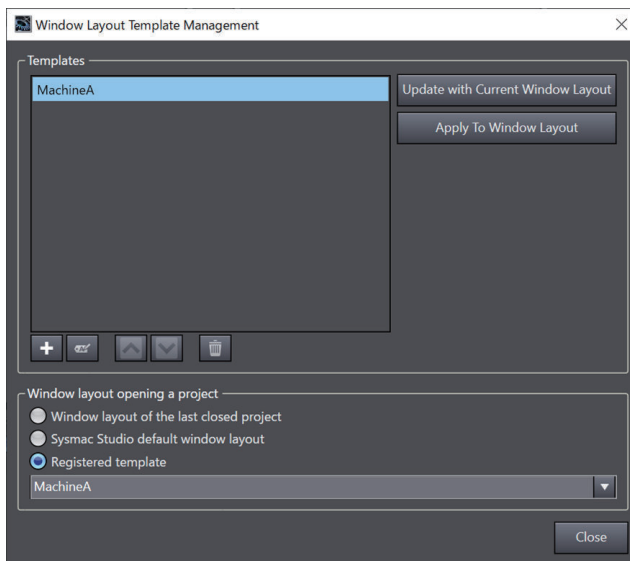 Window Layout Template Management
Templates
MachineA
Update with Current Window Layout
Apply To Window Layout
Window layout opening a project
Window layout of the last closed project
Sysmac Studio default window layout
Registered template
MachineA
Close